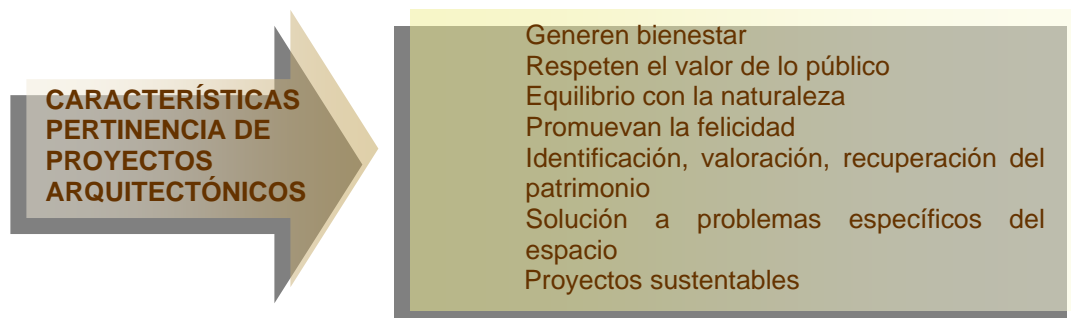 CARACTERÍSTICAS
PERTINENCIA DE
PROYECTOS
ARQUITECTÓNICOS
Generen bienestar
Respeten el valor de lo público
Equilibrio con la naturaleza
Promuevan la felicidad
Identificación, valoración, recuperación del
patrimonio
Solución a problemas específicos del
espacio
Proyectos sustentables